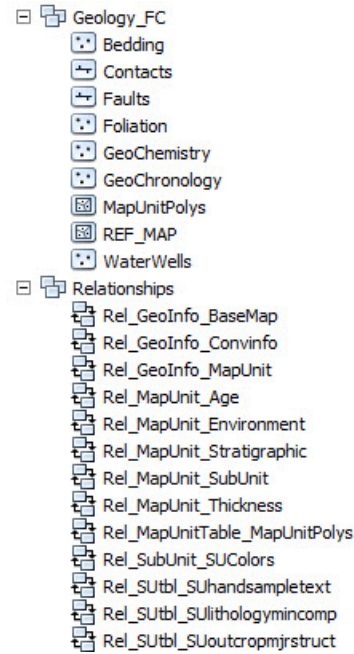 Geology_FC
Bedding
Contacts
Faults
Foliation
GeoChemistry
GeoChronology
MapUnitPolys
REF_MAP
WaterWells
Relationships
Rel_GeoInfo_BaseMap
Rel_GeoInfo_Convinfo
Rel_GeoInfo_MapUnit
Rel_MapUnit_Age
Rel_MapUnit_Environment
Rel_MapUnit_Stratigraphic
Rel_MapUnit_SubUnit
Rel_MapUnit_Thickness
Rel_MapUnitTable_MapUnitPolys
Rel_SubUnit_SUColors
Rel_SUtbl_SUhandsampletext
Rel_SUtbl_SUlithologymincomp
Rel_SUtbl_SUoutcropmjrstruct